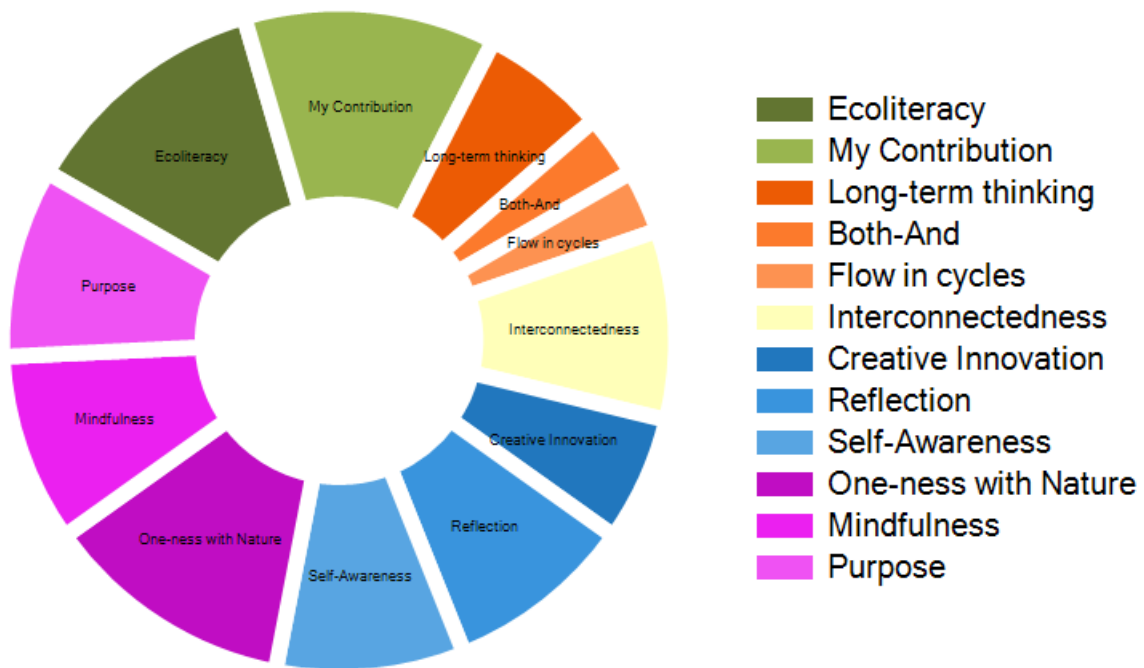 My Contribution
Ecoliteracy
Long-term thinking
Both-And
Flow in cycles
Purpose
Interconnectedness
Mindfulness
Creative Innovation
One-ness with Nature
Reflection
Self-Awareness
Ecoliteracy
My Contribution
Long-term thinking
Both-And
Flow in cycles
Interconnectedness
Creative Innovation
Reflection
Self-Awareness
One-ness with Nature
Mindfulness
Purpose